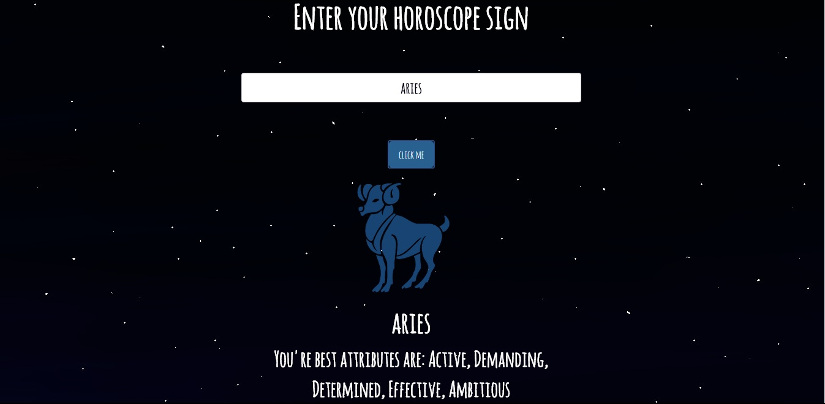 Enter your horoscope sign
ARIES
click me
ARIES
You're best attributes are: Active, Demanding,
Determined, Effective, Ambitious